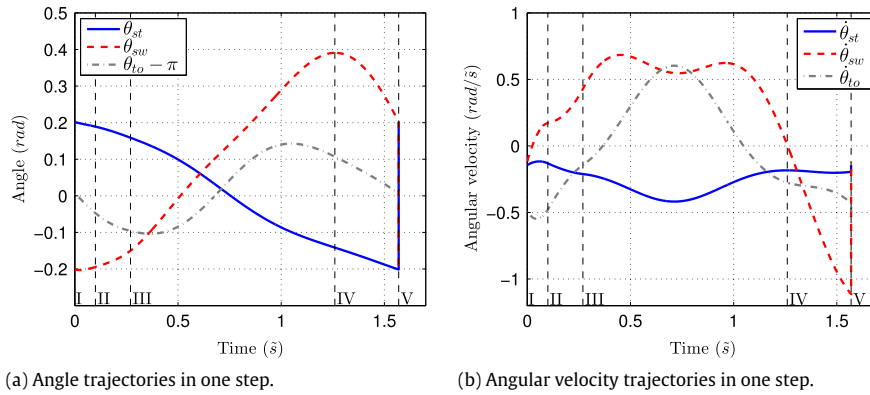 0.5
0.4
0.3
0.2
0.1
0
−0.1
−0.2
Angle (rad)
θst
θsw
θto − π
I II III IV V
0 0.5 1 1.5
Time (s̃)
(a) Angle trajectories in one step.
1
0.5
0
−0.5
−1
Angular velocity (rad/s̃)
θ̇st
θ̇sw
θ̇to
I II III IV V
0 0.5 1 1.5
Time (s̃)
(b) Angular velocity trajectories in one step.